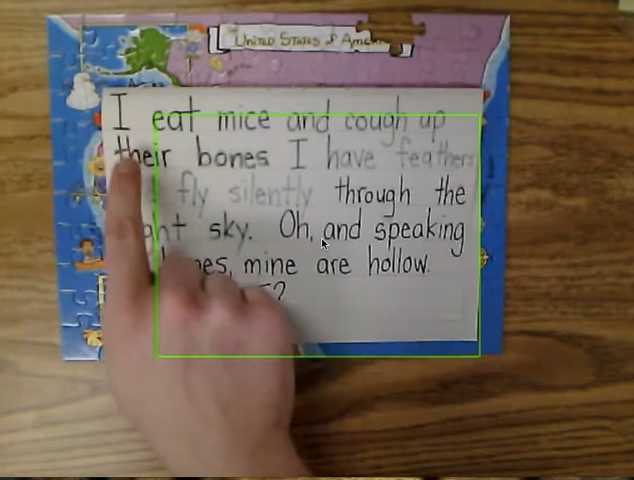 UNITED STATES OF AMERICA
I eat mice and cough up
their bones I have feathers
fly silently through the
sky. Oh, and speaking
mine are hollow.